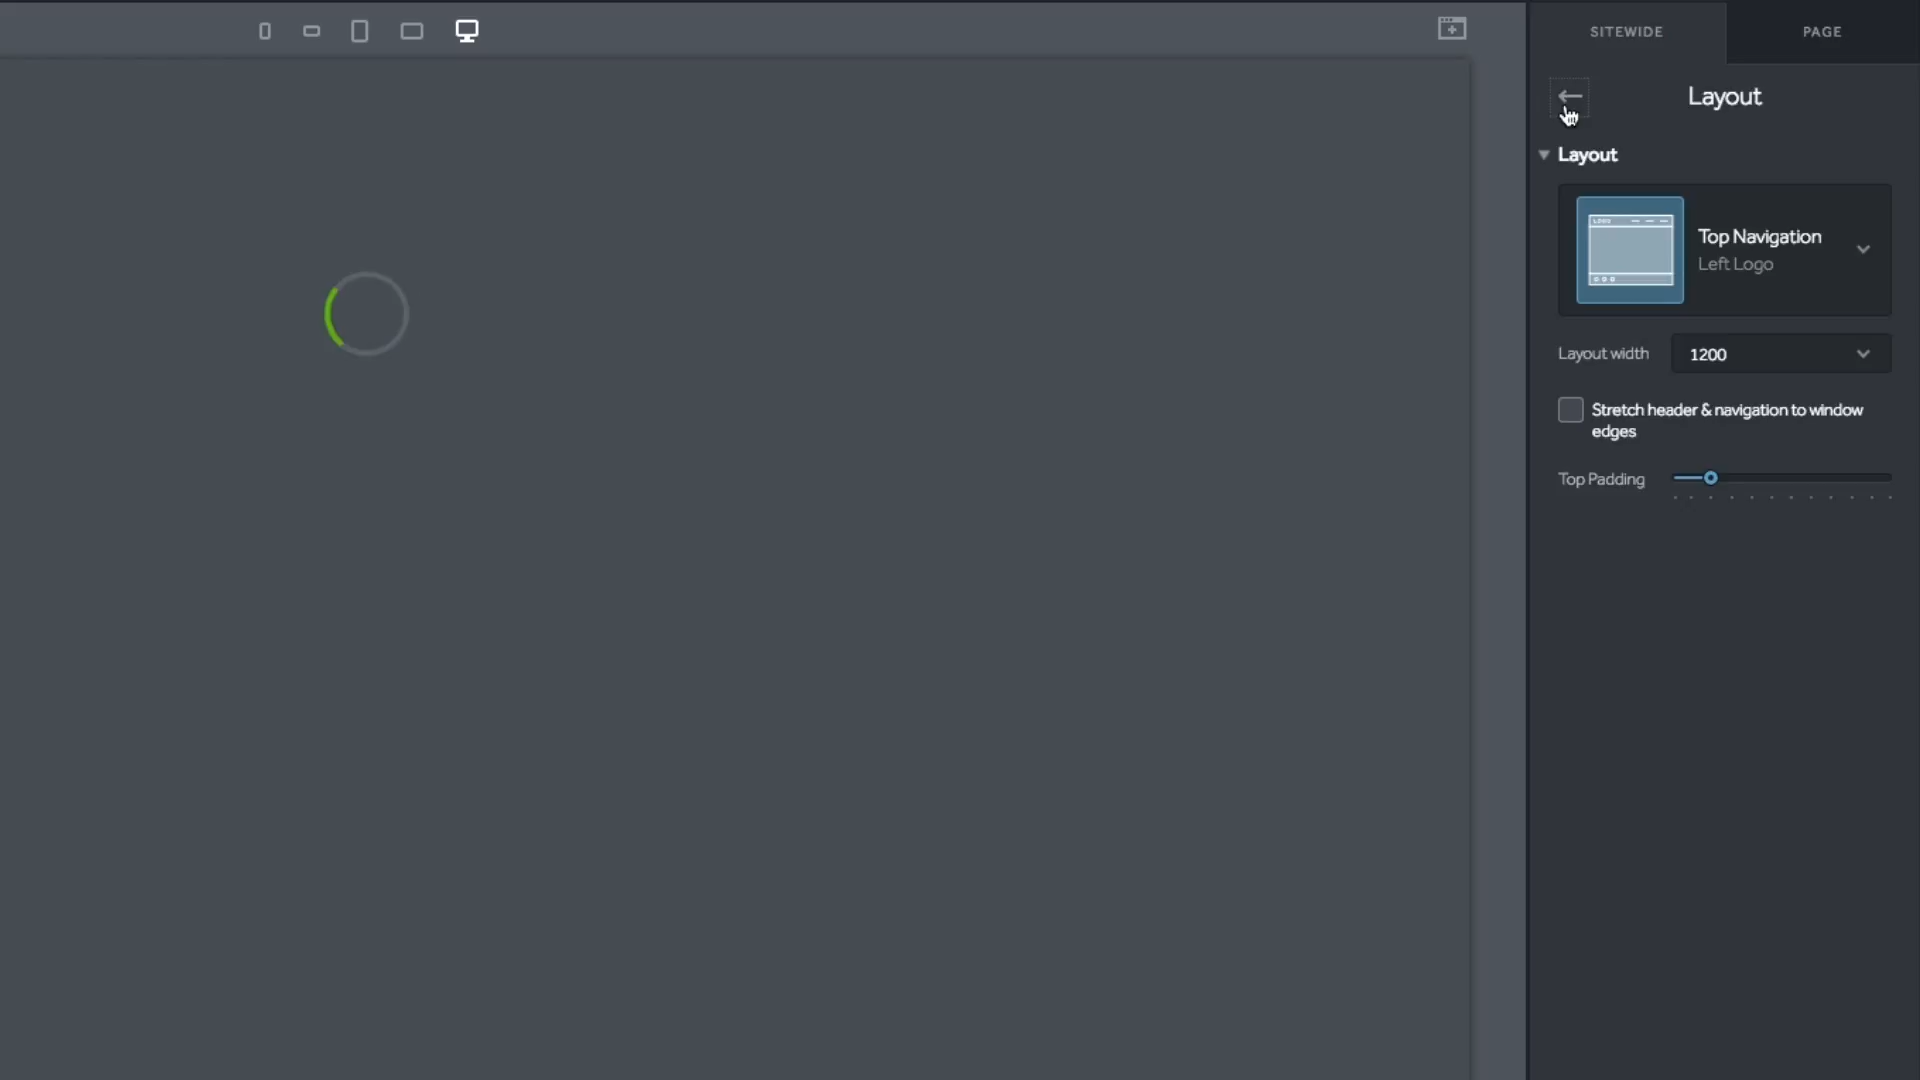 SITEWIDE
PAGE
Layout
Layout
LOGO
Top Navigation
Left Logo
Layout width
1200
Stretch header & navigation to window
edges
Top Padding